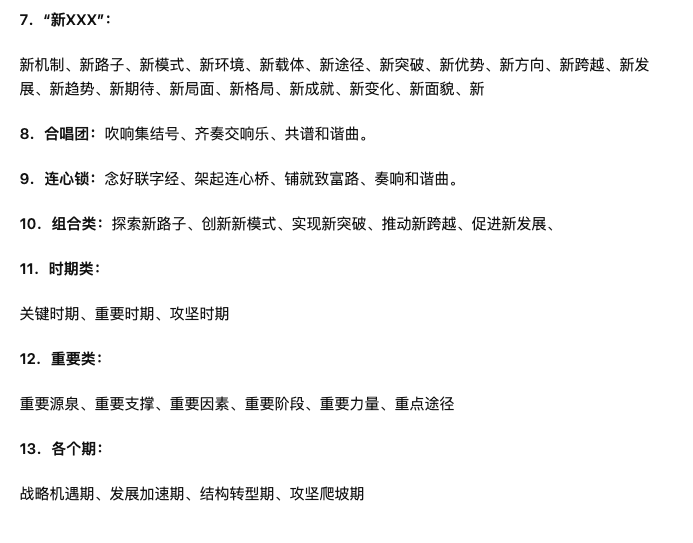 7. “新XXX”：
新机制、新路子、新模式、新环境、新载体、新途径、新突破、新优势、新方向、新跨越、新发
展、新趋势、新期待、新局面、新格局、新成就、新变化、新面貌、新
8. 合唱团：吹响集结号、齐奏交响乐、共谱和谐曲。
9. 连心锁：念好联字经、架起连心桥、铺就致富路、奏响和谐曲。
10. 组合类：探索新路子、创新新模式、实现新突破、推动新跨越、促进新发展、
11. 时期类：
关键时期、重要时期、攻坚时期
12. 重要类：
重要源泉、重要支撑、重要因素、重要阶段、重要力量、重点途径
13. 各个期：
战略机遇期、发展加速期、结构转型期、攻坚爬坡期